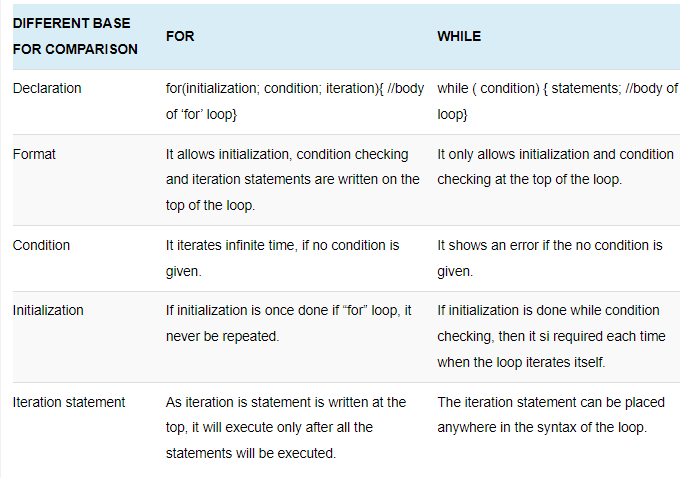 DIFFERENT BASE
FOR COMPARISON
FOR
WHILE
Declaration
for(initialization; condition; iteration){ //body
of ‘for’ loop}
while ( condition) { statements; //body of
loop}
Format
It allows initialization, condition checking
and iteration statements are written on the
top of the loop.
It only allows initialization and condition
checking at the top of the loop.
Condition
It iterates infinite time, if no condition is
given.
It shows an error if the no condition is
given.
Initialization
If initialization is once done if “for” loop, it
never be repeated.
If initialization is done while condition
checking, then it si required each time
when the loop iterates itself.
Iteration statement
As iteration is statement is written at the
top, it will execute only after all the
statements will be executed.
The iteration statement can be placed
anywhere in the syntax of the loop.